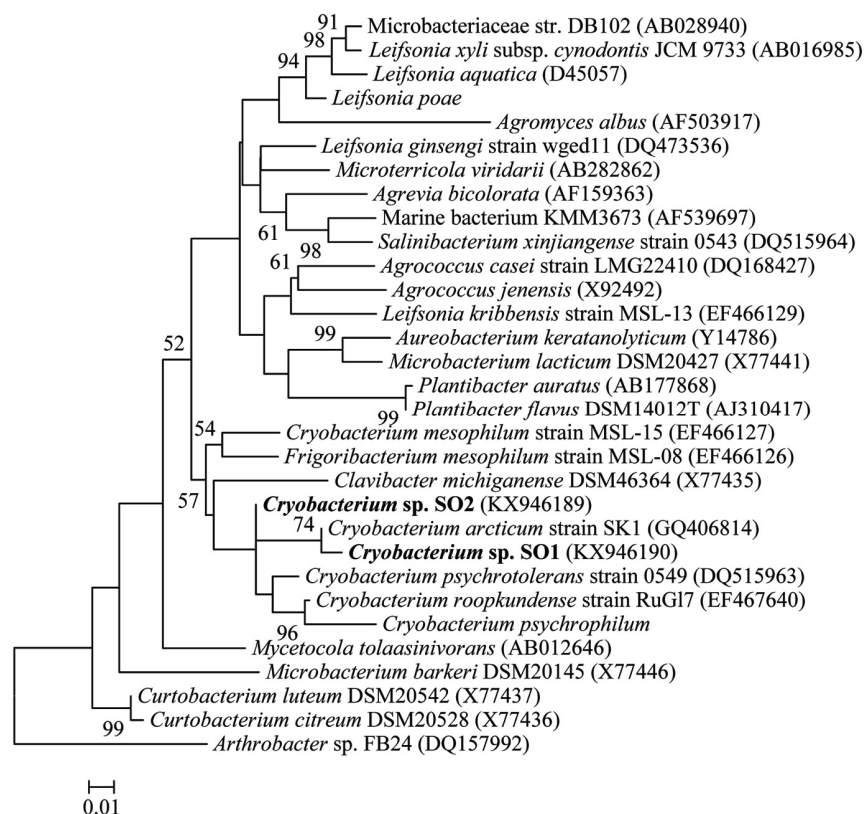 91
Microbacteriaceae str. DB102 (AB028940)
98
Leifsonia xyli subsp. cynodontis JCM 9733 (AB016985)
94
Leifsonia aquatica (D45057)
Leifsonia poae
Agromyces albus (AF503917)
Leifsonia ginsengi strain wged11 (DQ473536)
Microterricola viridarii (AB282862)
Agrevia bicolorata (AF159363)
Marine bacterium KMM3673 (AF539697)
61
Salinibacterium xinjiangense strain 0543 (DQ515964)
98
61
Agrococcus casei strain LMG22410 (DQ168427)
Agrococcus jenensis (X92492)
Leifsonia kribbensis strain MSL-13 (EF466129)
99
Aureobacterium keratanolyticum (Y14786)
52
Microbacterium lacticum DSM20427 (X77441)
Plantibacter auratus (AB177868)
99
Plantibacter flavus DSM14012T (AJ310417)
54
Cryobacterium mesophilum strain MSL-15 (EF466127)
Frigoribacterium mesophilum strain MSL-08 (EF466126)
Clavibacter michiganense DSM46364 (X77435)
57
Cryobacterium sp. SO2 (KX946189)
74
Cryobacterium arcticum strain SK1 (GQ406814)
Cryobacterium sp. SO1 (KX946190)
Cryobacterium psychrotolerans strain 0549 (DQ515963)
Cryobacterium roopkundense strain RuGl7 (EF467640)
96
Cryobacterium psychrophilum
Mycetocola tolaasinivorans (AB012646)
Microbacterium barkeri DSM20145 (X77446)
Curtobacterium luteum DSM20542 (X77437)
99
Curtobacterium citreum DSM20528 (X77436)
Arthrobacter sp. FB24 (DQ157992)
0.01